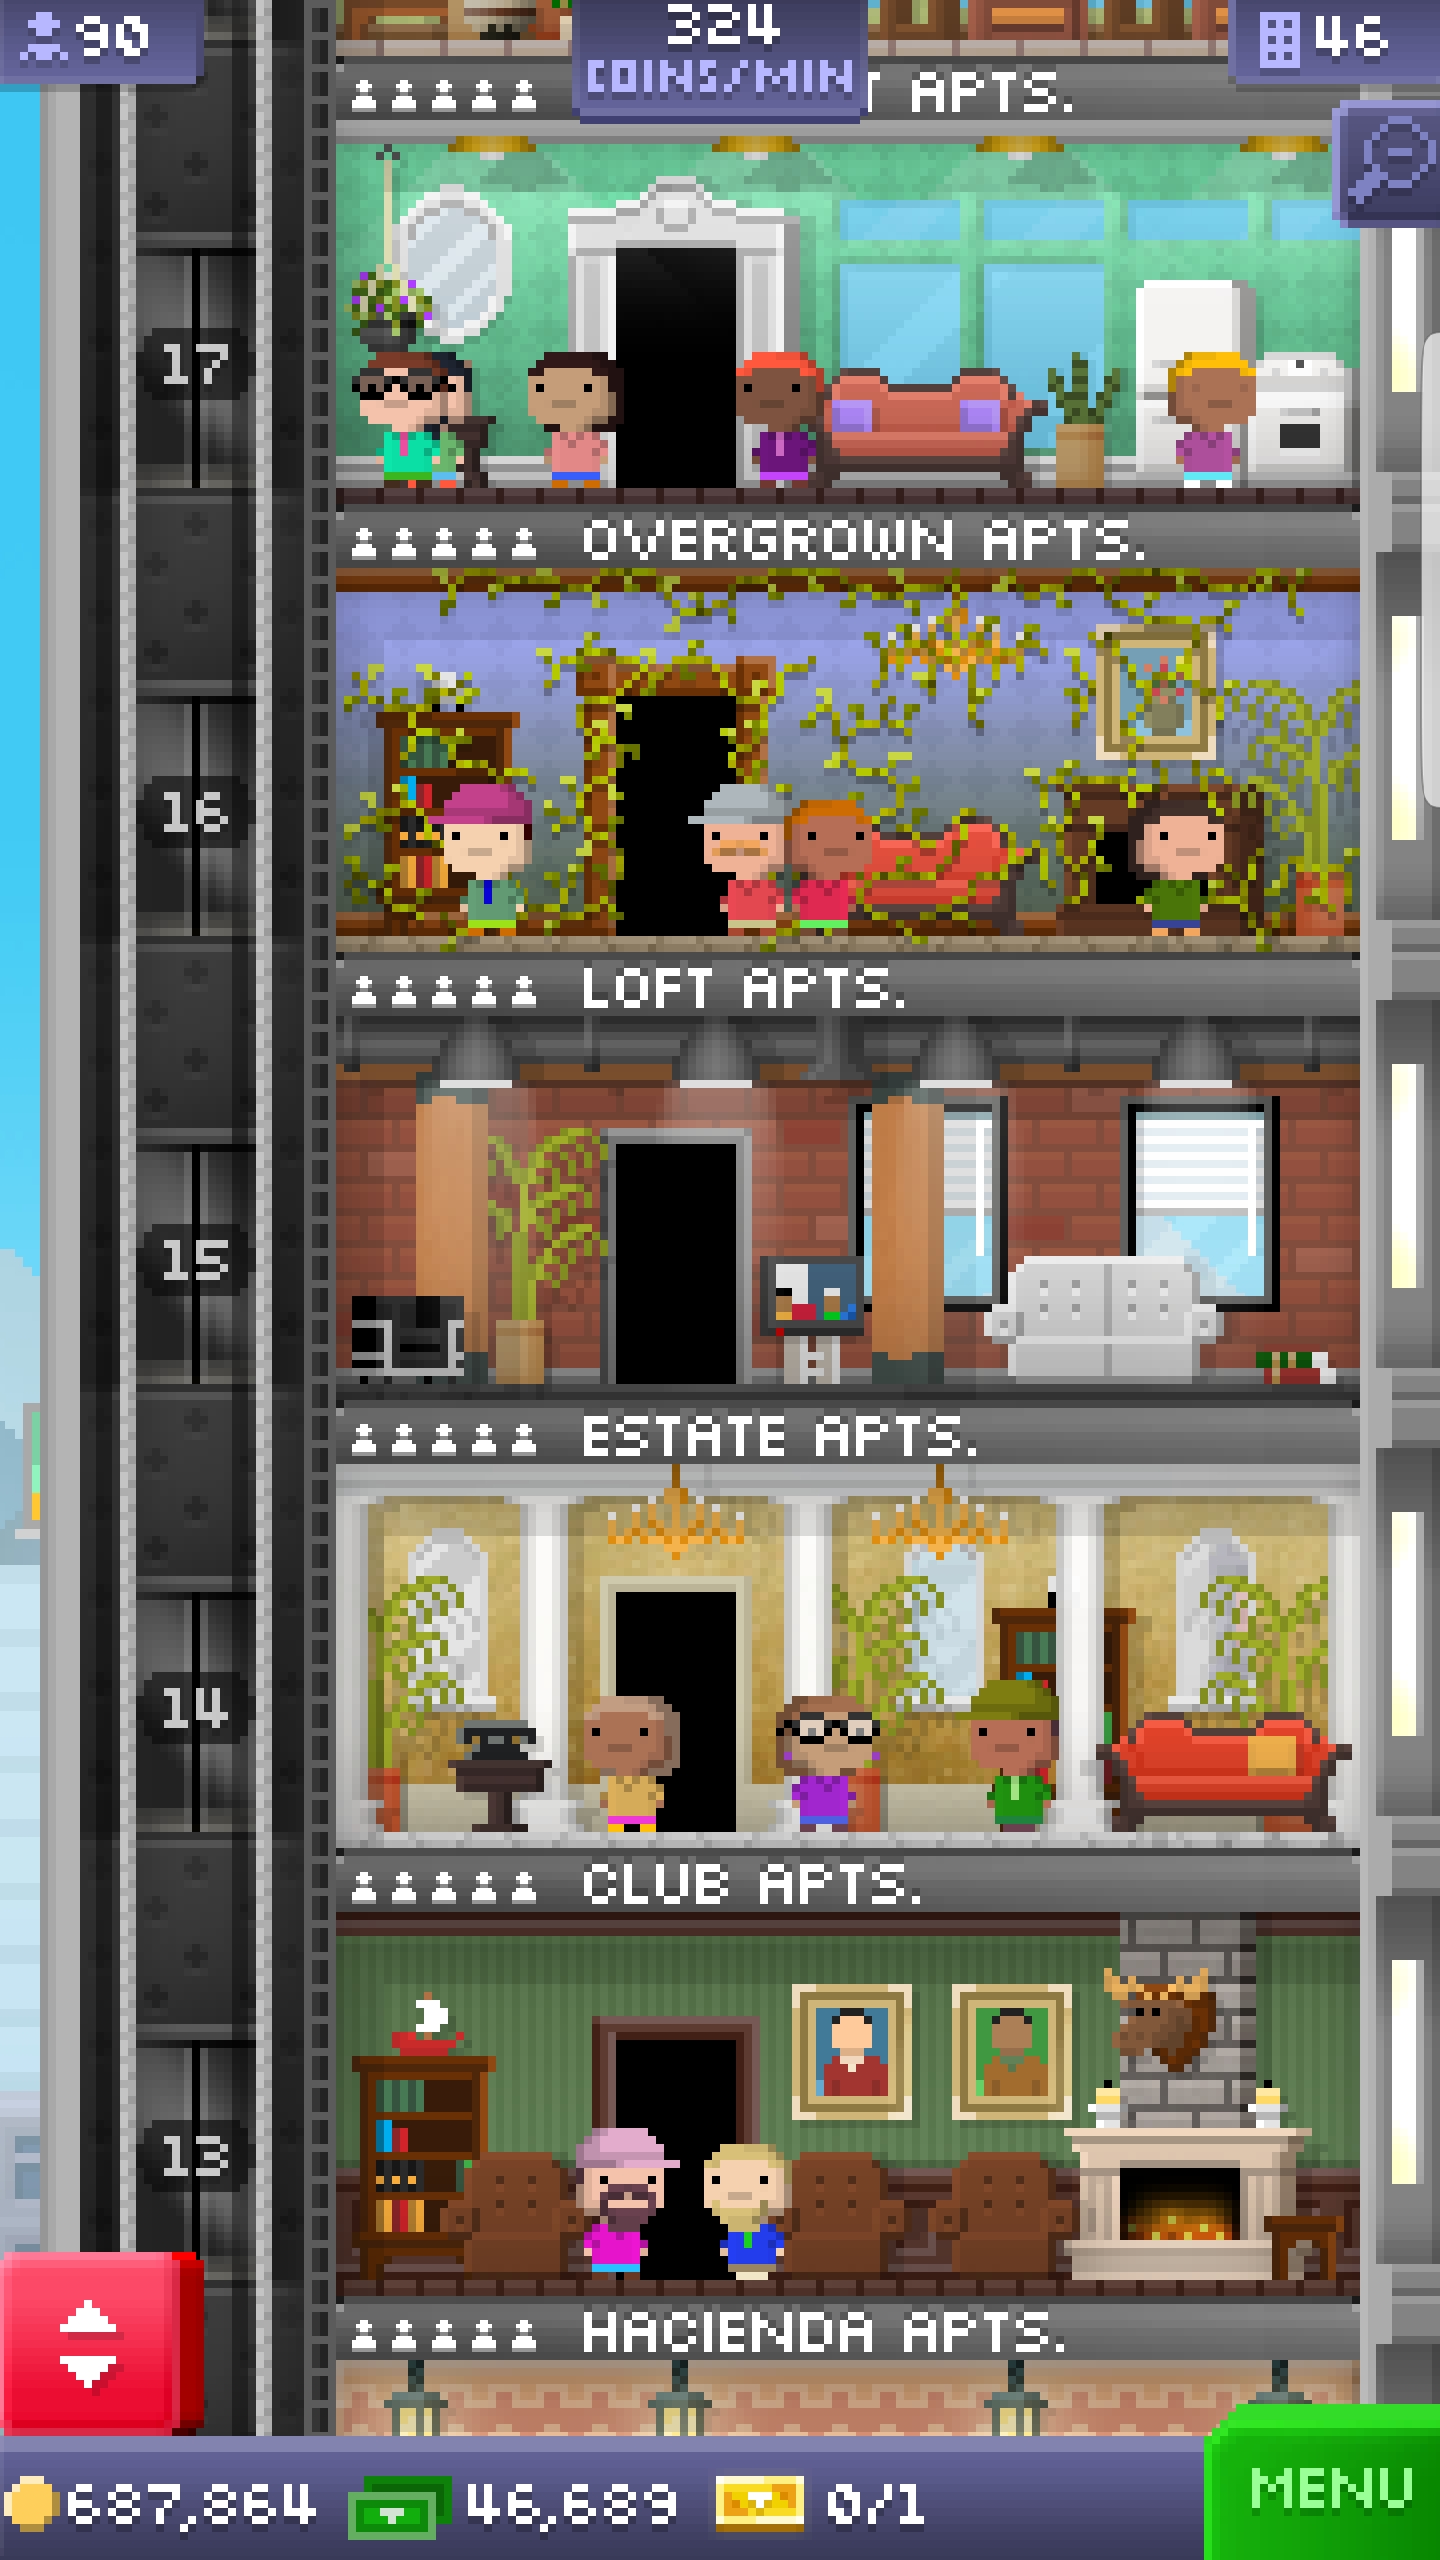 90
324
COINS/MIN
46
T APTS.
17
OVERGROWN APTS.
16
LOFT APTS.
15
ESTATE APTS.
14
CLUB APTS.
13
HACIENDA APTS.
687,864
46,689
0/1
MENU